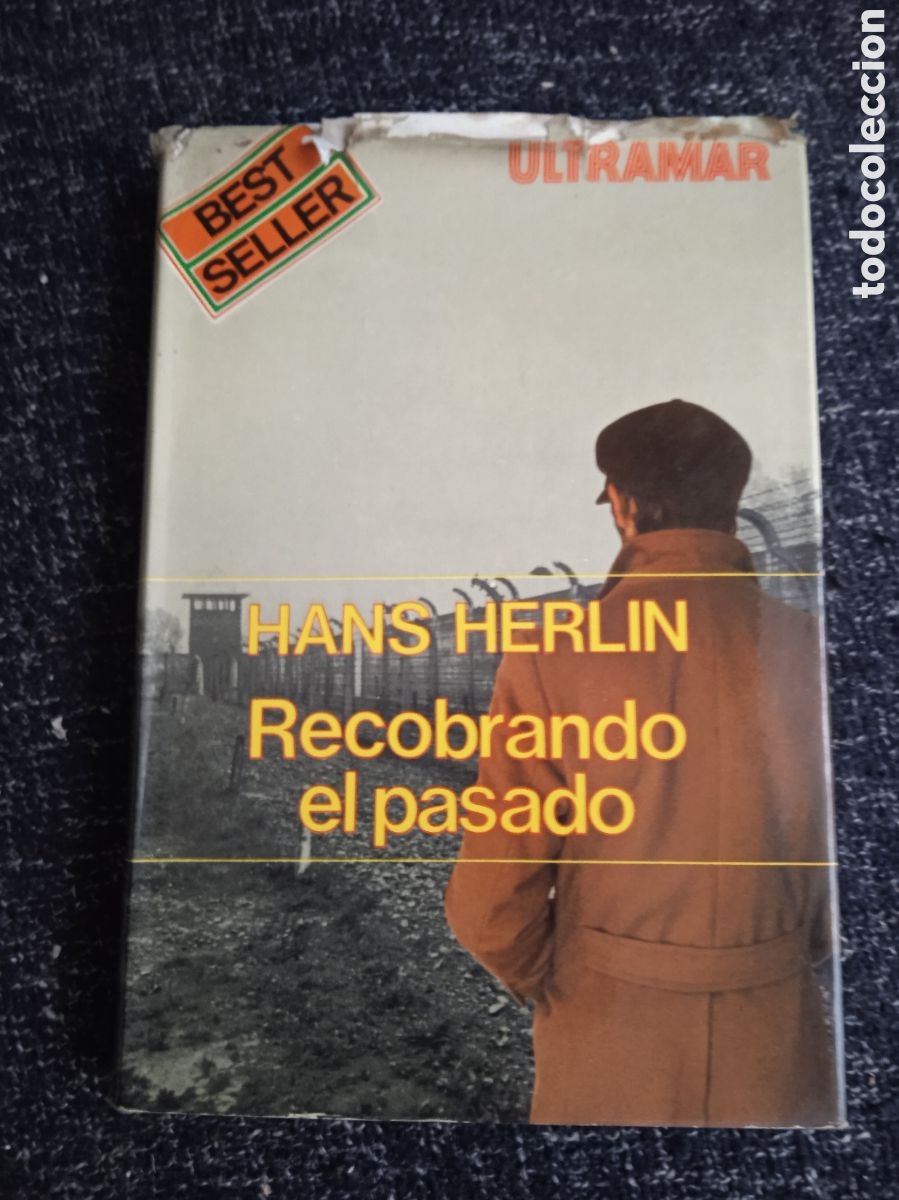 BEST
SELLER
ULTRAMAR
HANS HERLIN
Recobrando
el pasado
todocoleccion